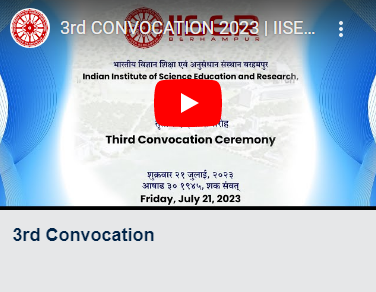 3rd CONVOCATION 2023 | IISE...
IISER
BERHAMPUR
भारतीय विज्ञान शिक्षा एवं अनुसंधान संस्थान बरहमपुर
Indian Institute of Science Education and Research,
Third Convocation Ceremony
शुक्रवार २१ जुलाई, २०२३
आषाढ ३० १९४५, शक संवत्
Friday, July 21, 2023
3rd Convocation